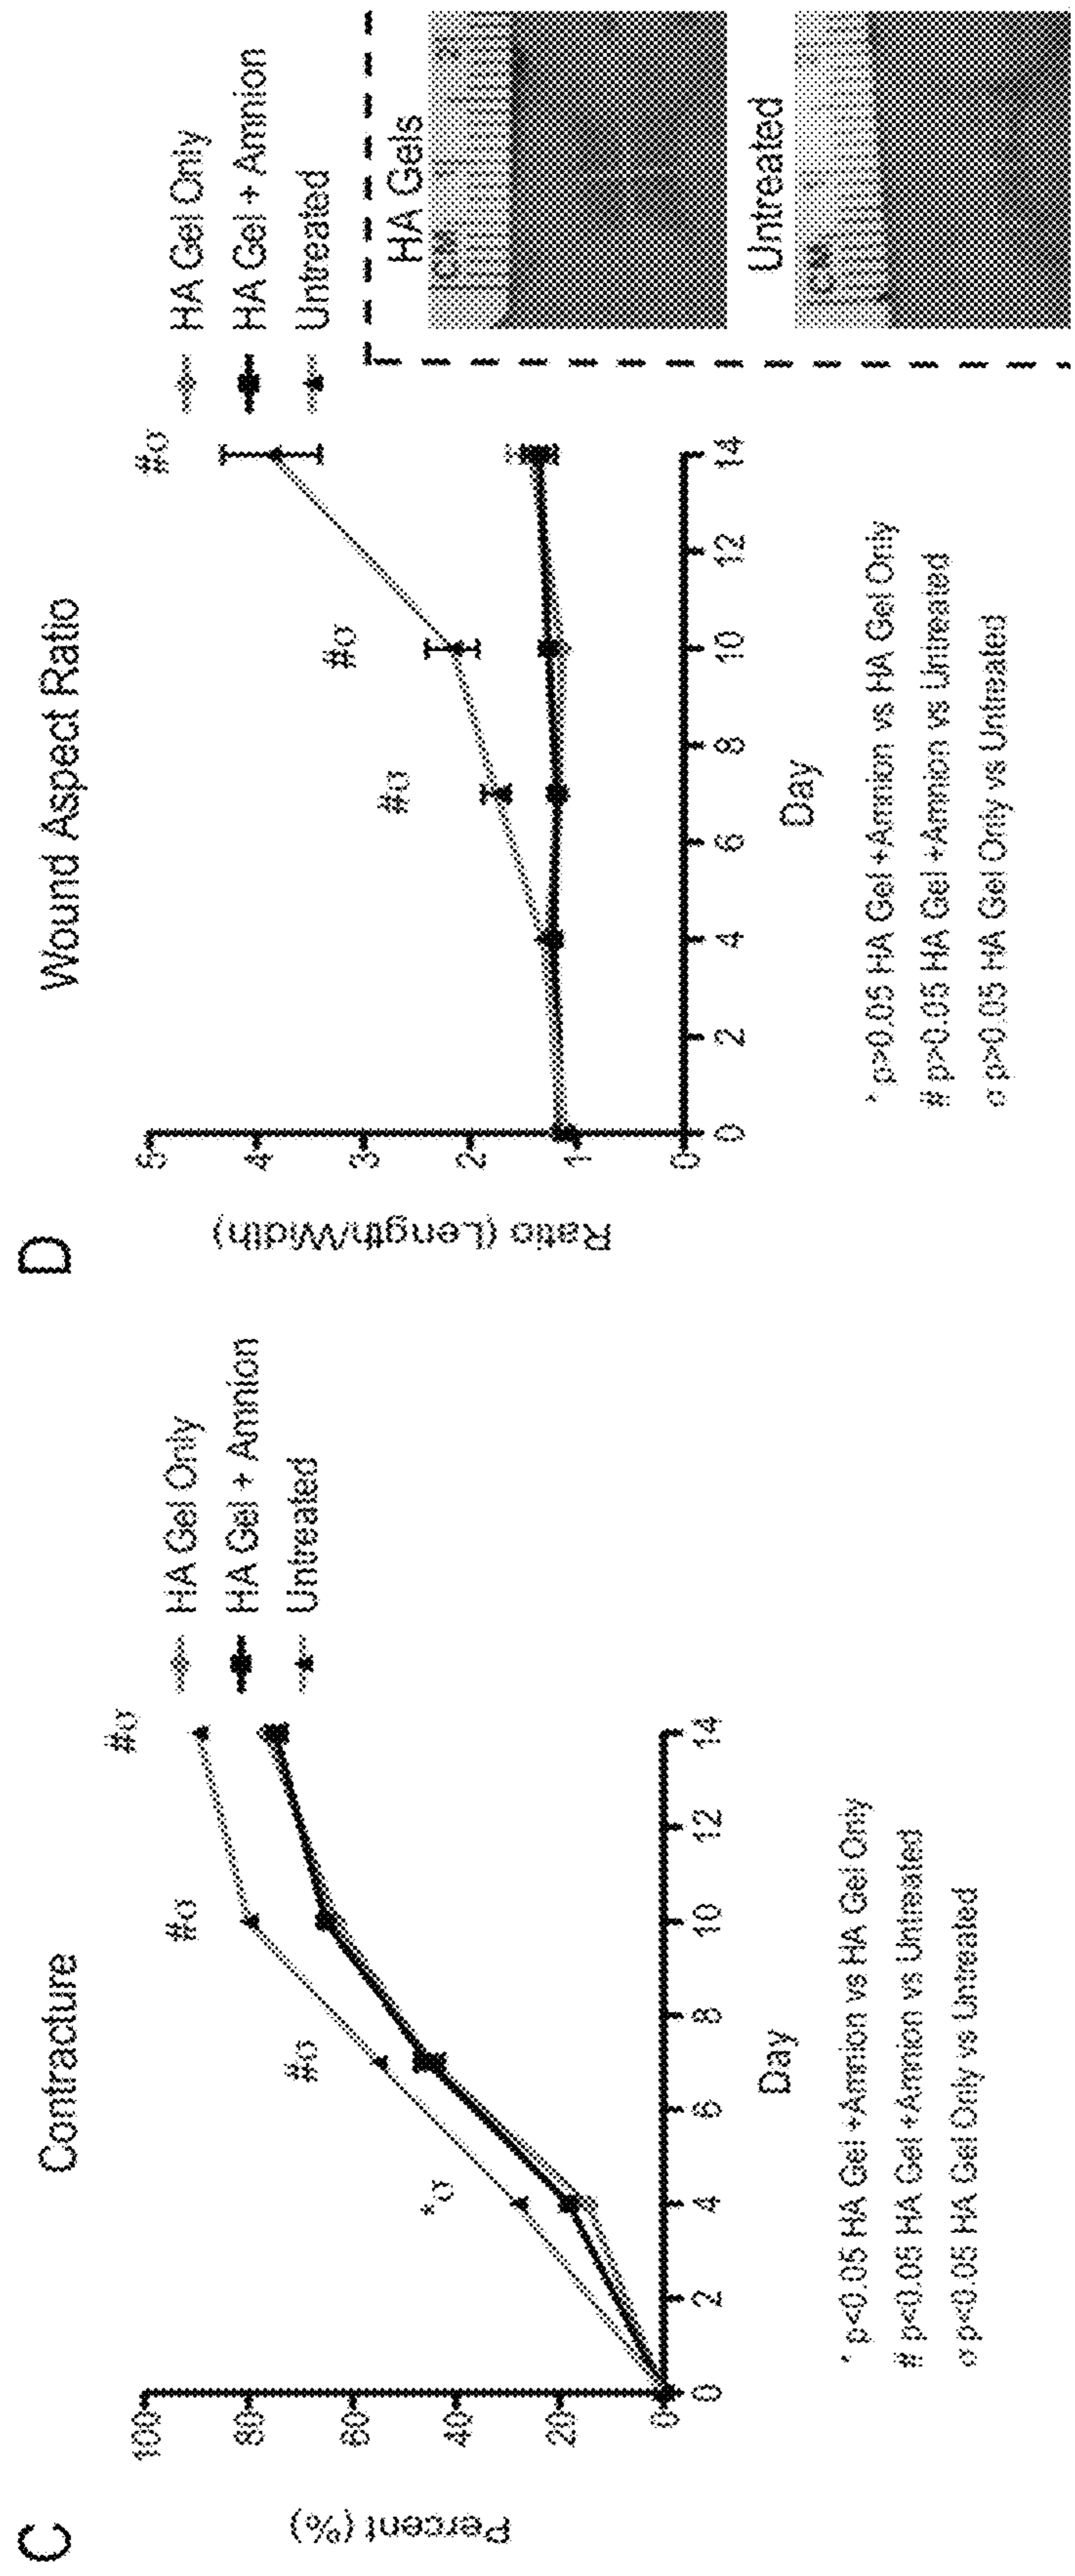 C
Contracture
Percent (%)
100
80
60
40
20
0
0 2 4 6 8 10 12 14
Day
*σ
#σ
#σ
#σ
HA Gel Only
HA Gel + Amnion
Untreated
* p<0.05 HA Gel +Amnion vs HA Gel Only
# p<0.05 HA Gel +Amnion vs Untreated
σ p<0.05 HA Gel Only vs Untreated
D
Wound Aspect Ratio
Ratio (Length/Width)
5
4
3
2
1
0
0 2 4 6 8 10 12 14
Day
#σ
#σ
#σ
HA Gel Only
HA Gel + Amnion
Untreated
HA Gels
CM
Untreated
CM
* p>0.05 HA Gel +Amnion vs HA Gel Only
# p>0.05 HA Gel +Amnion vs Untreated
σ p>0.05 HA Gel Only vs Untreated